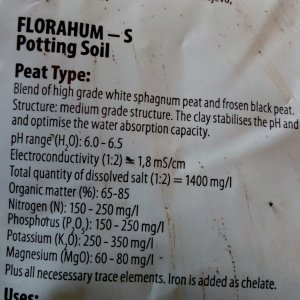 FLORAHUM – S
Potting Soil
Peat Type:
Blend of high grade white sphagnum peat and frosen black peat.
Structure: medium grade structure. The clay stabilises the pH and
and optimise the water absorption capacity.
pH range (H₂O): 6.0 - 6.5
Electroconductivity (1:2) = 1,8 mS/cm
Total quantity of dissolved salt (1:2) = 1400 mg/l
Organic matter (%): 65-85
Nitrogen (N): 150 - 250 mg/l
Phosphorus (P₂O₅): 150 - 250 mg/l
Potassium (K₂O): 250 - 350 mg/l
Magnesium (MgO): 60 - 80 mg/l
Plus all necesessary trace elements. Iron is added as chelate.
Uses: